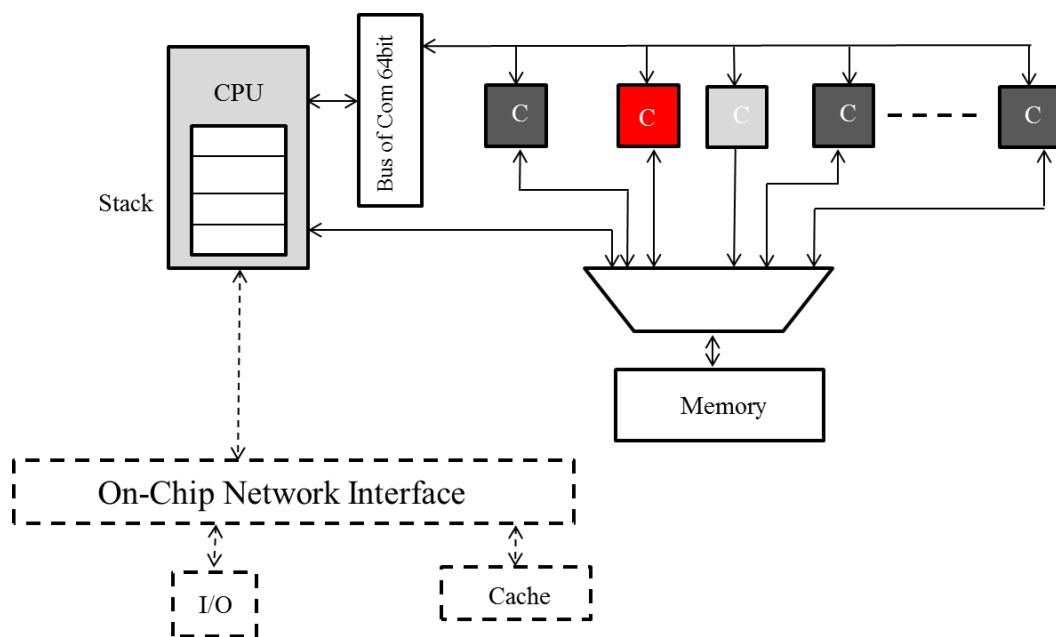 CPU
Stack
Bus of Com 64bit
C
C
C
C
C
Memory
On-Chip Network Interface
I/O
Cache